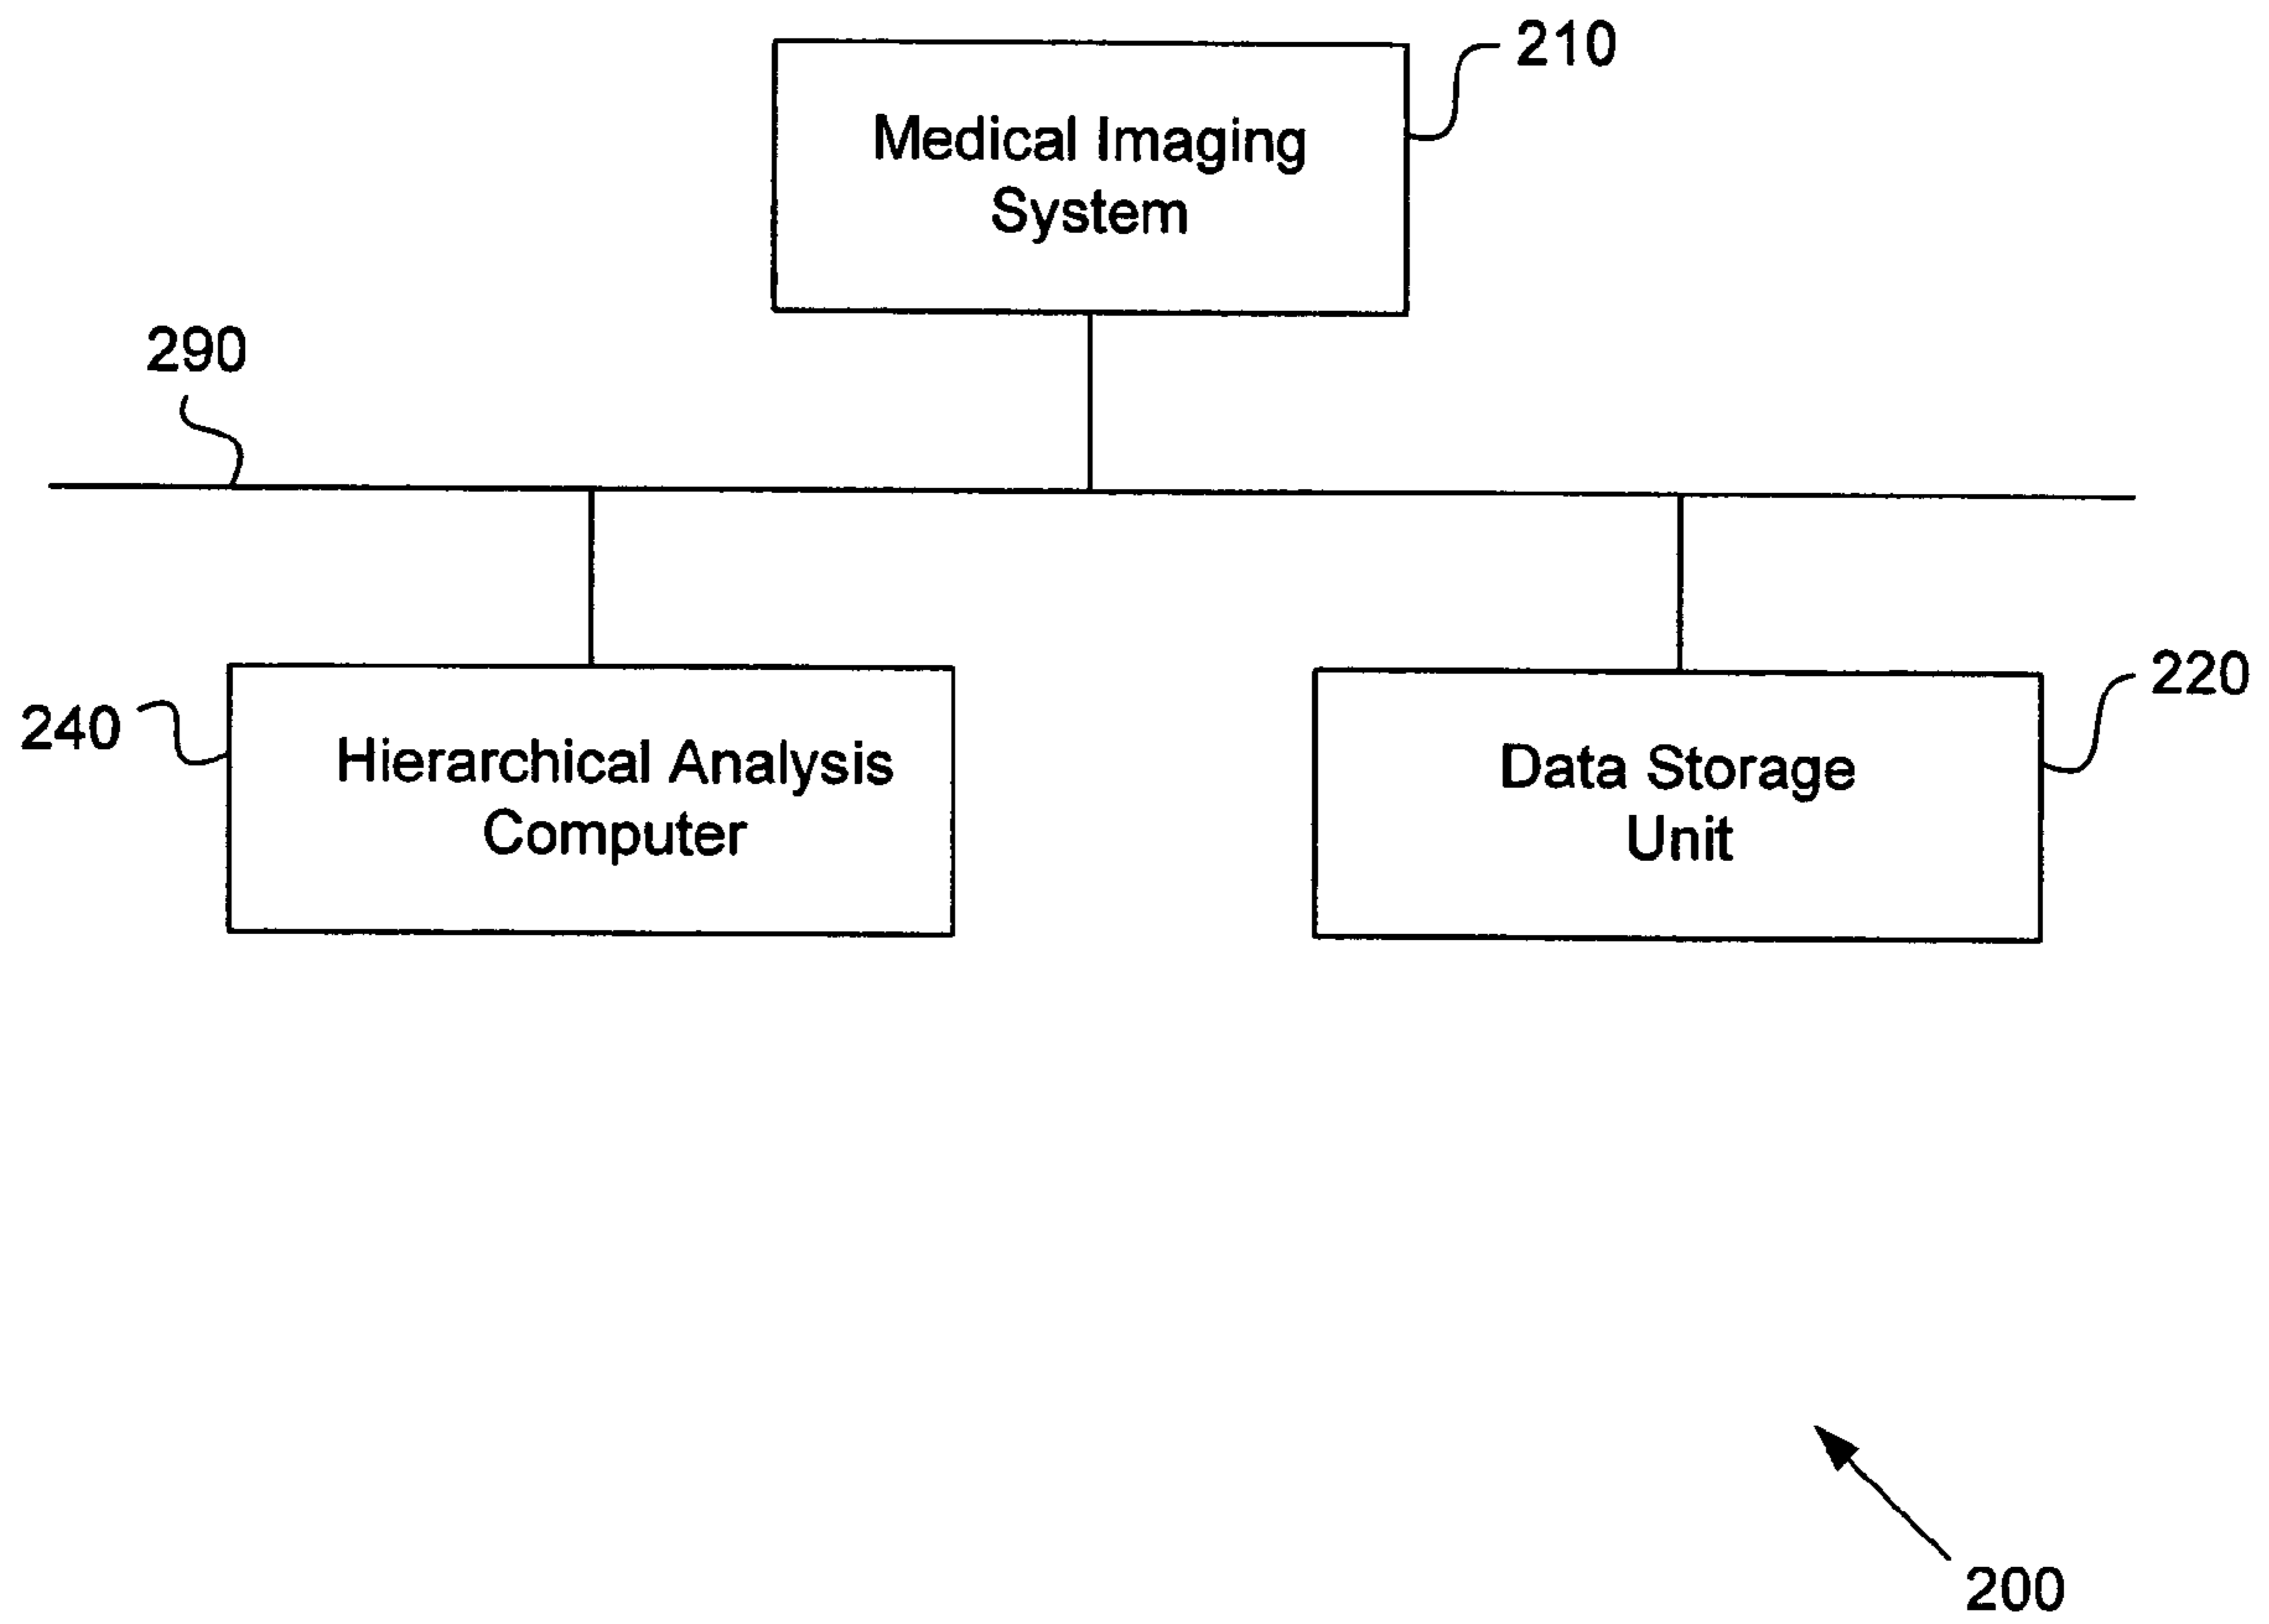 210
Medical Imaging
System
290
240
Hierarchical Analysis
Computer
220
Data Storage
Unit
200